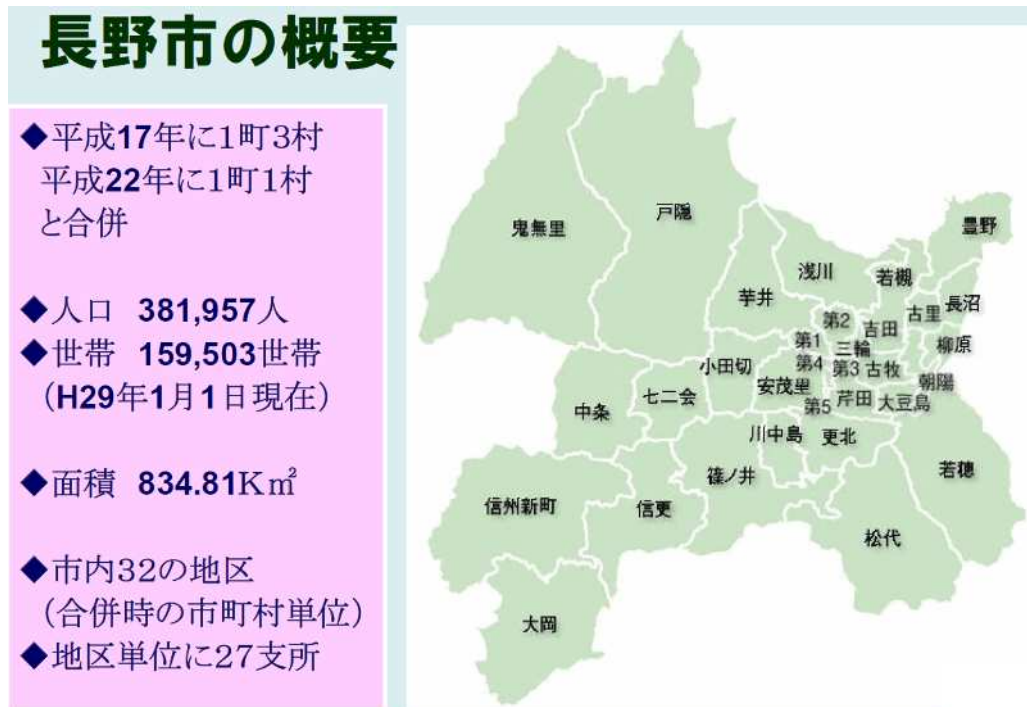 長野市の概要
◆平成17年に1町3村
平成22年に1町1村
と合併
◆人口 381,957人
◆世帯 159,503世帯
（H29年1月1日現在）
◆面積 834.81K㎡
◆市内32の地区
（合併時の市町村単位）
◆地区単位に27支所
鬼無里
戸隠
豊野
浅川
若槻
芋井
長沼
古里
第2
吉田
第1
三輪
柳原
小田切
第4
第3
古牧
朝陽
七二会
安茂里
中条
第5
芹田
大豆島
川中島
更北
若穂
篠ノ井
信州新町
信更
松代
大岡